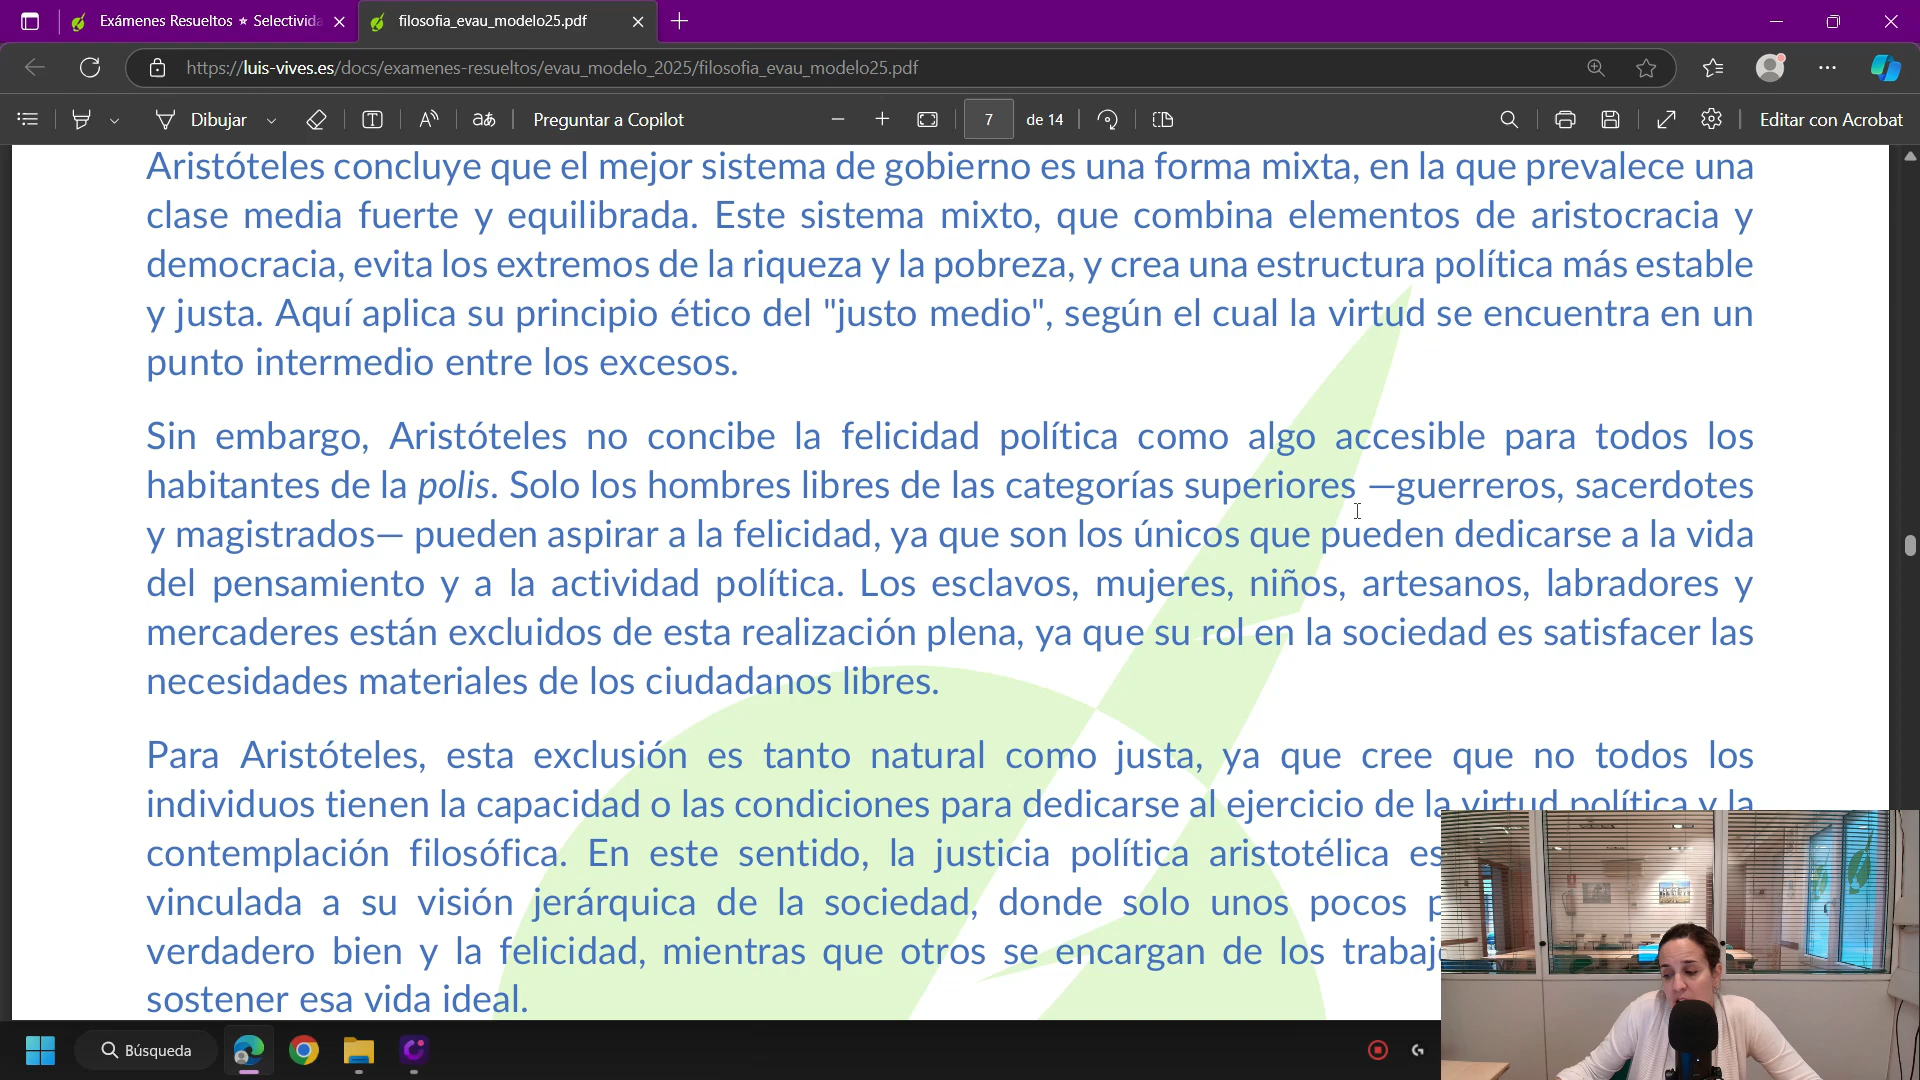 Exámenes Resueltos ★ Selectivid
filosofia_evau_modelo25.pdf
https://luis-vives.es/docs/examenes-resueltos/evau_modelo_2025/filosofia_evau_modelo25.pdf
Dibujar
Preguntar a Copilot
7 de 14
Editar con Acrobat
Aristóteles concluye que el mejor sistema de gobierno es una forma mixta, en la que prevalece una
clase media fuerte y equilibrada. Este sistema mixto, que combina elementos de aristocracia y
democracia, evita los extremos de la riqueza y la pobreza, y crea una estructura política más estable
y justa. Aquí aplica su principio ético del "justo medio", según el cual la virtud se encuentra en un
punto intermedio entre los excesos.
Sin embargo, Aristóteles no concibe la felicidad política como algo accesible para todos los
habitantes de la polis. Solo los hombres libres de las categorías superiores —guerreros, sacerdotes
y magistrados— pueden aspirar a la felicidad, ya que son los únicos que pueden dedicarse a la vida
del pensamiento y a la actividad política. Los esclavos, mujeres, niños, artesanos, labradores y
mercaderes están excluidos de esta realización plena, ya que su rol en la sociedad es satisfacer las
necesidades materiales de los ciudadanos libres.
Para Aristóteles, esta exclusión es tanto natural como justa, ya que cree que no todos los
individuos tienen la capacidad o las condiciones para dedicarse al ejercicio de la virtud política y la
contemplación filosófica. En este sentido, la justicia política aristotélica es
vinculada a su visión jerárquica de la sociedad, donde solo unos pocos p
verdadero bien y la felicidad, mientras que otros se encargan de los trabaj
sostener esa vida ideal.
Búsqueda